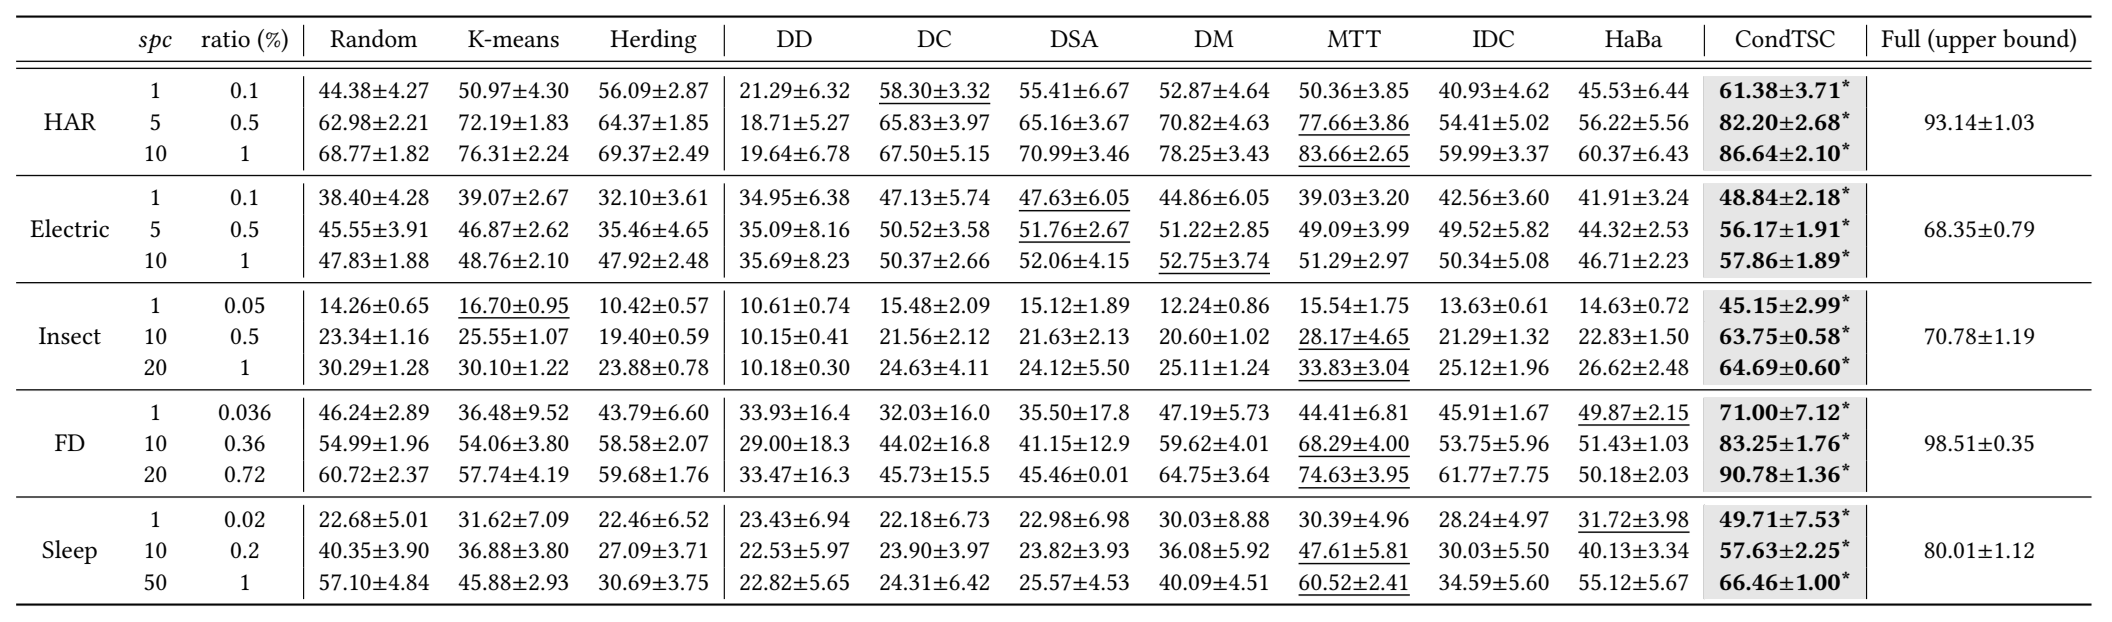 spc ratio (%) Random K-means Herding DD DC DSA DM MTT IDC HaBa CondTSC Full (upper bound)
1 0.1 44.38±4.27 50.97±4.30 56.09±2.87 21.29±6.32 58.30±3.32 55.41±6.67 52.87±4.64 50.36±3.85 40.93±4.62 45.53±6.44 61.38±3.71*
HAR 5 0.5 62.98±2.21 72.19±1.83 64.37±1.85 18.71±5.27 65.83±3.97 65.16±3.67 70.82±4.63 77.66±3.86 54.41±5.02 56.22±5.56 82.20±2.68* 93.14±1.03
10 1 68.77±1.82 76.31±2.24 69.37±2.49 19.64±6.78 67.50±5.15 70.99±3.46 78.25±3.43 83.66±2.65 59.99±3.37 60.37±6.43 86.64±2.10*
1 0.1 38.40±4.28 39.07±2.67 32.10±3.61 34.95±6.38 47.13±5.74 47.63±6.05 44.86±6.05 39.03±3.20 42.56±3.60 41.91±3.24 48.84±2.18*
Electric 5 0.5 45.55±3.91 46.87±2.62 35.46±4.65 35.09±8.16 50.52±3.58 51.76±2.67 51.22±2.85 49.09±3.99 49.52±5.82 44.32±2.53 56.17±1.91* 68.35±0.79
10 1 47.83±1.88 48.76±2.10 47.92±2.48 35.69±8.23 50.37±2.66 52.06±4.15 52.75±3.74 51.29±2.97 50.34±5.08 46.71±2.23 57.86±1.89*
1 0.05 14.26±0.65 16.70±0.95 10.42±0.57 10.61±0.74 15.48±2.09 15.12±1.89 12.24±0.86 15.54±1.75 13.63±0.61 14.63±0.72 45.15±2.99*
Insect 10 0.5 23.34±1.16 25.55±1.07 19.40±0.59 10.15±0.41 21.56±2.12 21.63±2.13 20.60±1.02 28.17±4.65 21.29±1.32 22.83±1.50 63.75±0.58* 70.78±1.19
20 1 30.29±1.28 30.10±1.22 23.88±0.78 10.18±0.30 24.63±4.11 24.12±5.50 25.11±1.24 33.83±3.04 25.12±1.96 26.62±2.48 64.69±0.60*
1 0.036 46.24±2.89 36.48±9.52 43.79±6.60 33.93±16.4 32.03±16.0 35.50±17.8 47.19±5.73 44.41±6.81 45.91±1.67 49.87±2.15 71.00±7.12*
FD 10 0.36 54.99±1.96 54.06±3.80 58.58±2.07 29.00±18.3 44.02±16.8 41.15±12.9 59.62±4.01 68.29±4.00 53.75±5.96 51.43±1.03 83.25±1.76* 98.51±0.35
20 0.72 60.72±2.37 57.74±4.19 59.68±1.76 33.47±16.3 45.73±15.5 45.46±0.01 64.75±3.64 74.63±3.95 61.77±7.75 50.18±2.03 90.78±1.36*
1 0.02 22.68±5.01 31.62±7.09 22.46±6.52 23.43±6.94 22.18±6.73 22.98±6.98 30.03±8.88 30.39±4.96 28.24±4.97 31.72±3.98 49.71±7.53*
Sleep 10 0.2 40.35±3.90 36.88±3.80 27.09±3.71 22.53±5.97 23.90±3.97 23.82±3.93 36.08±5.92 47.61±5.81 30.03±5.50 40.13±3.34 57.63±2.25* 80.01±1.12
50 1 57.10±4.84 45.88±2.93 30.69±3.75 22.82±5.65 24.31±6.42 25.57±4.53 40.09±4.51 60.52±2.41 34.59±5.60 55.12±5.67 66.46±1.00*